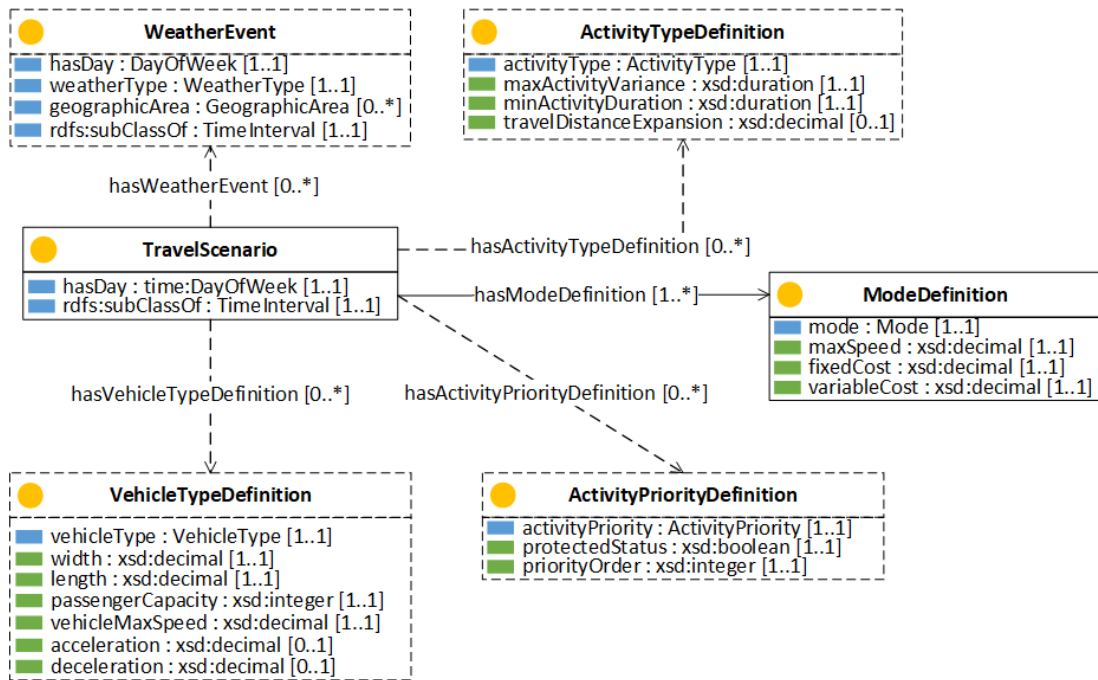 WeatherEvent
hasDay : DayOfWeek [1..1]
weatherType : WeatherType [1..1]
geographicArea : GeographicArea [0..*]
rdfs:subClassOf : TimeInterval [1..1]
ActivityTypeDefinition
activityType : ActivityType [1..1]
maxActivityVariance : xsd:duration [1..1]
minActivityDuration : xsd:duration [1..1]
travelDistanceExpansion : xsd:decimal [0..1]
hasWeatherEvent [0..*]
TravelScenario
hasDay : time:DayOfWeek [1..1]
rdfs:subClassOf : TimeInterval [1..1]
hasActivityTypeDefinition [0..*]
hasModeDefinition [1..*]
ModeDefinition
mode : Mode [1..1]
maxSpeed : xsd:decimal [1..1]
fixedCost : xsd:decimal [1..1]
variableCost : xsd:decimal [1..1]
hasVehicleTypeDefinition [0..*]
hasActivityPriorityDefinition [0..*]
VehicleTypeDefinition
vehicleType : VehicleType [1..1]
width : xsd:decimal [1..1]
length : xsd:decimal [1..1]
passengerCapacity : xsd:integer [1..1]
vehicleMaxSpeed : xsd:decimal [1..1]
acceleration : xsd:decimal [0..1]
deceleration : xsd:decimal [0..1]
ActivityPriorityDefinition
activityPriority : ActivityPriority [1..1]
protectedStatus : xsd:boolean [1..1]
priorityOrder : xsd:integer [1..1]